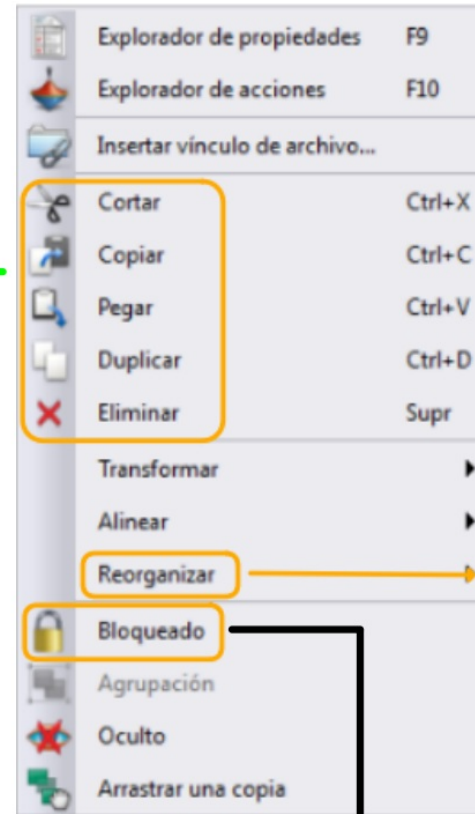 Explorador de propiedades F9
Explorador de acciones F10
Insertar vínculo de archivo...
Cortar Ctrl+X
Copiar Ctrl+C
Pegar Ctrl+V
Duplicar Ctrl+D
Eliminar Supr
Transformar
Alinear
Reorganizar
Bloqueado
Agrupación
Oculto
Arrastrar una copia